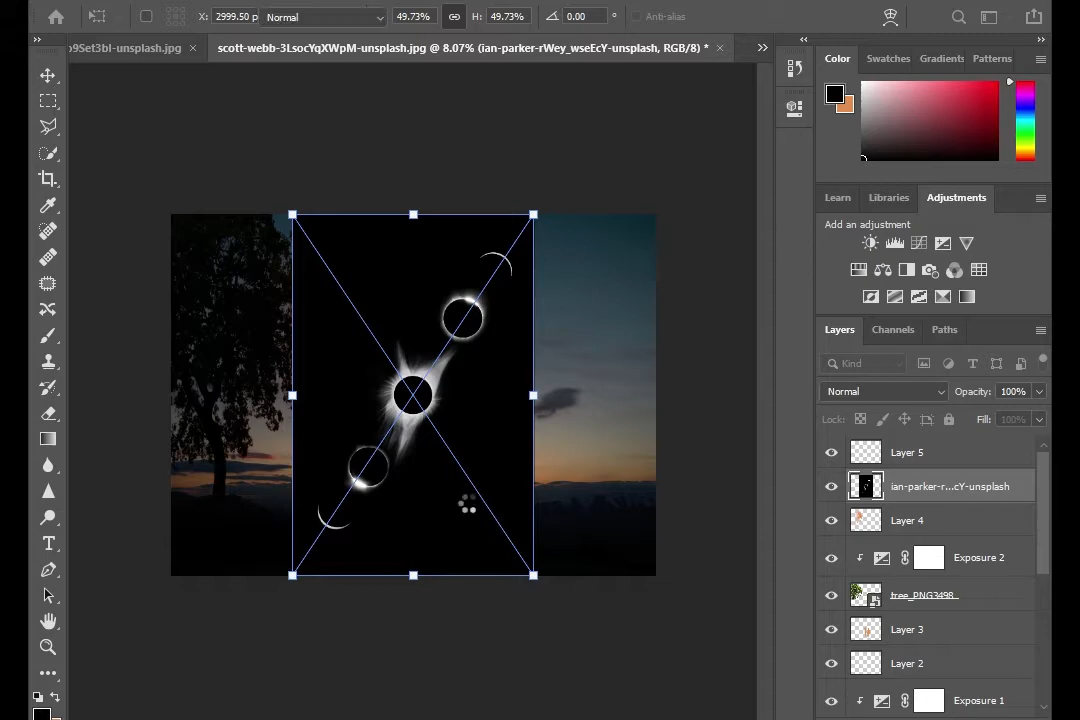 X: 2999.50 p Normal 49.73% H: 49.73% 0.00 ° Anti-alias
o9Set3bI-unsplash.jpg × scott-webb-3LsocYqXWpM-unsplash.jpg @ 8.07% (ian-parker-rWey_wseEcY-unsplash, RGB/8) * ×
Color Swatches Gradients Patterns
Learn Libraries Adjustments
Add an adjustment
Layers Channels Paths
Kind
Normal Opacity: 100%
Lock: Fill: 100%
Layer 5
ian-parker-r...cY-unsplash
Layer 4
Exposure 2
tree_PNG3498
Layer 3
Layer 2
Exposure 1